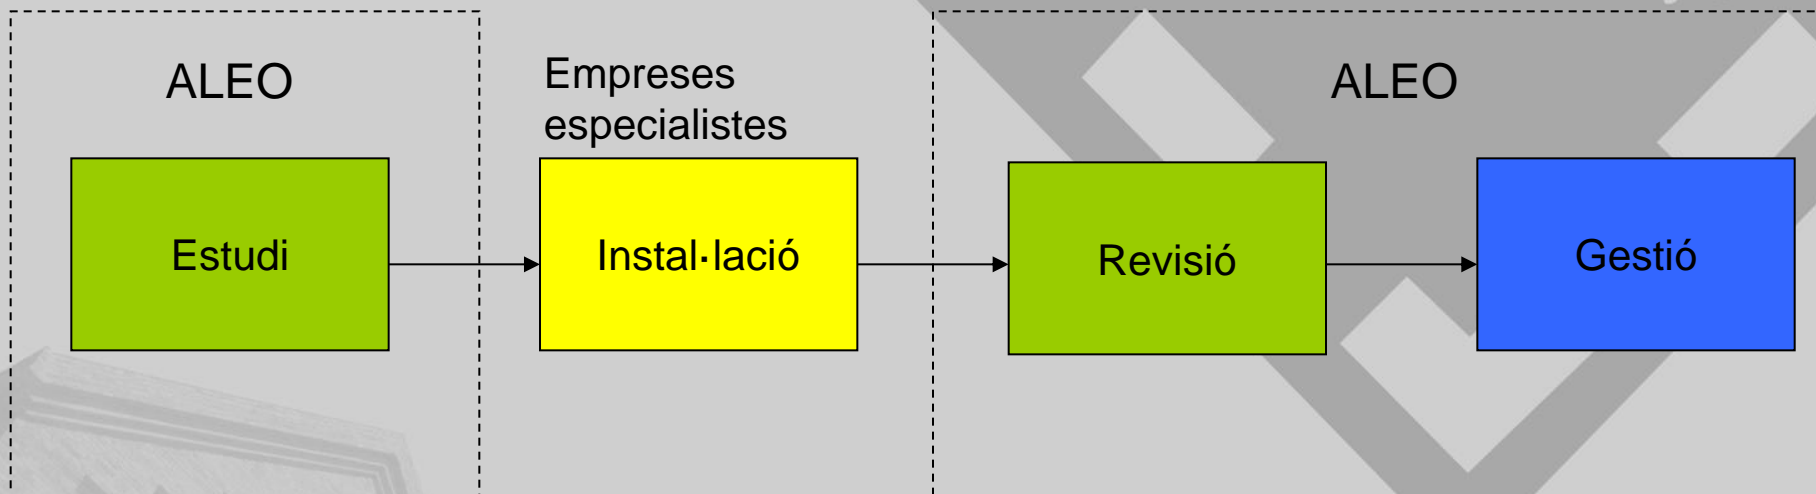 ALEO
Empreses
especialistes
ALEO
Estudi
Instal·lació
Revisió
Gestió